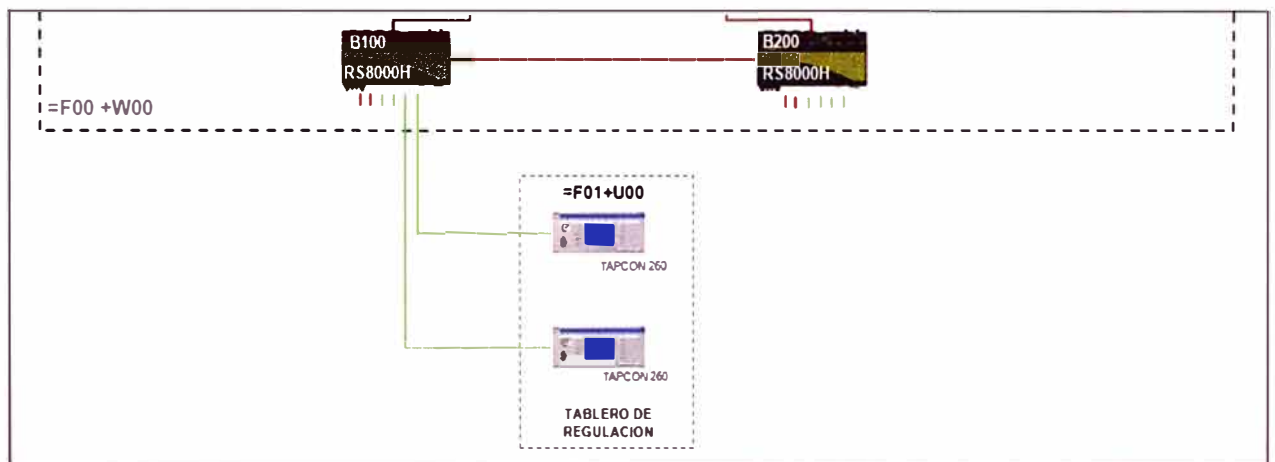 B100
RS8000H
B200
RS8000H
=F00 +W00
=F01+U00
TAPCON 260
TAPCON 260
TABLERO DE
REGULACION